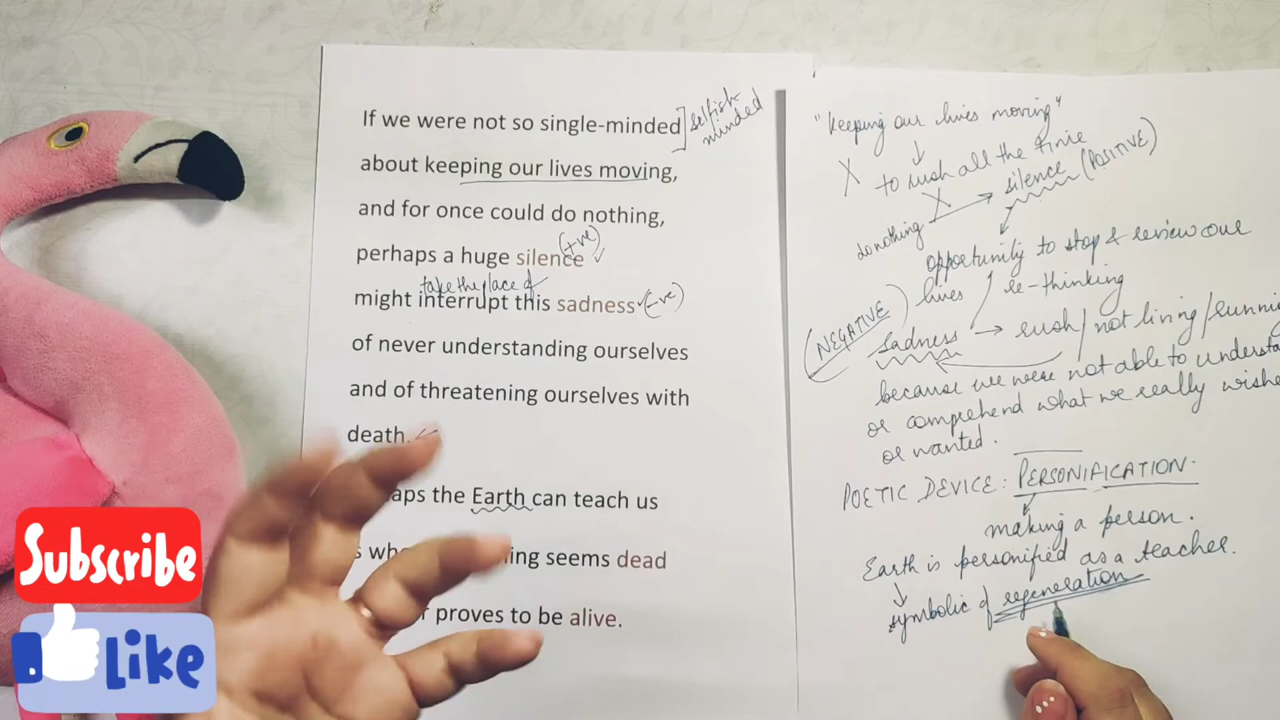 If we were not so single-minded
about keeping our lives moving,
and for once could do nothing,
perhaps a huge silence
might interrupt this sadness
of never understanding ourselves
and of threatening ourselves with
death.
aps the Earth can teach us
s whe ing seems dead
r proves to be alive.
selfish
minded
(+ve)
take the place of
(-ve)
"keeping our lives moving"
X to rush all the time
X silence (POSITIVE)
do nothing
opportunity to stop & review our
lives re-thinking
(NEGATIVE)
Sadness → rush/not living/runnin
because we were not able to understa
or comprehend what we really wishe
or wanted.
POETIC DEVICE: PERSONIFICATION.
making a person.
Earth is personified as a teacher.
symbolic of regeneration
Subscribe
Like